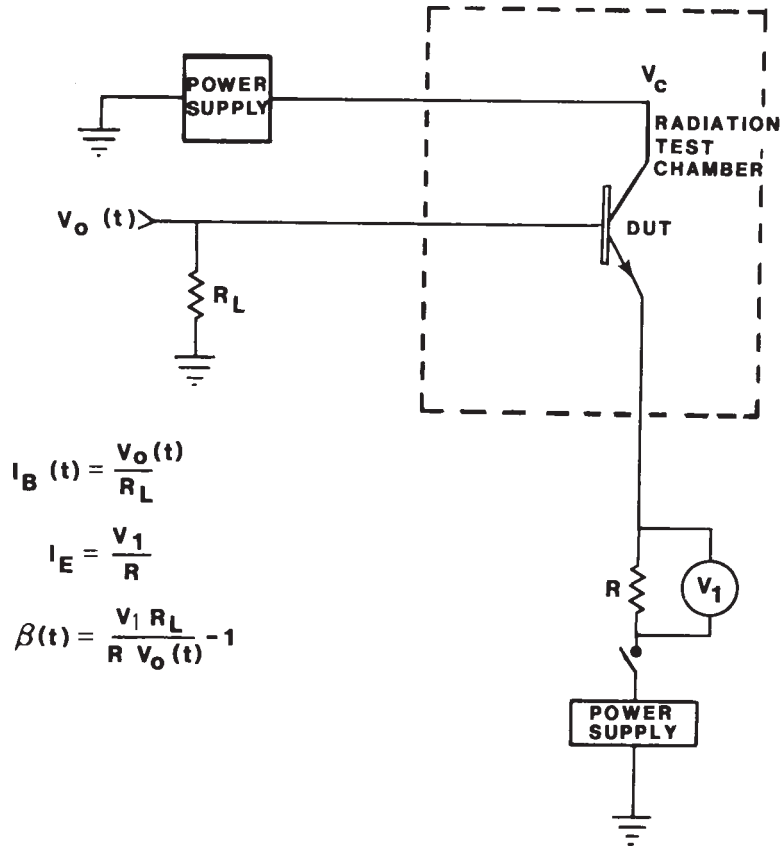 POWER
SUPPLY
V_c
RADIATION
TEST
CHAMBER
V_o (t)
DUT
R_L
I_B (t) = V_o(t) / R_L
I_E = V_1 / R
R
V_1
β(t) = V_1 R_L / R V_o(t) - 1
POWER
SUPPLY